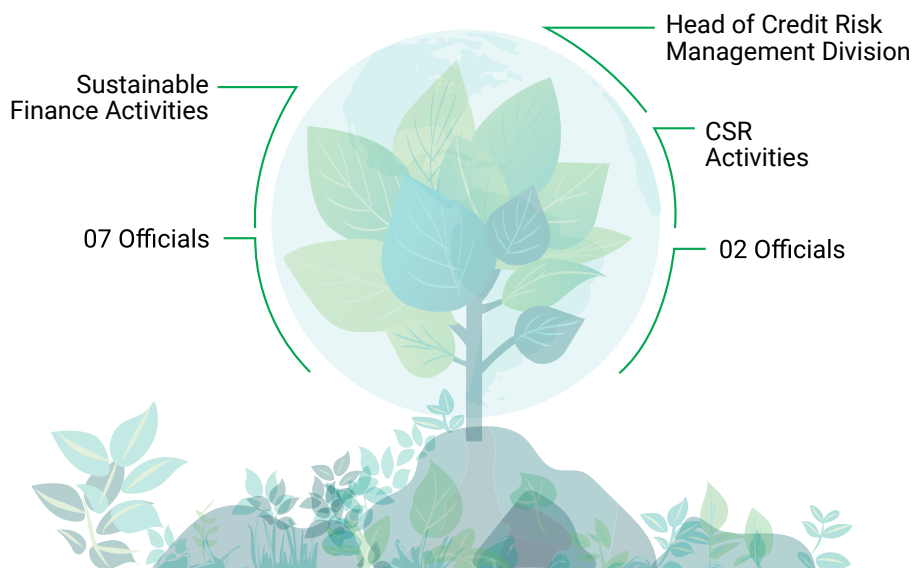 Head of Credit Risk
Management Division
Sustainable
Finance Activities
CSR
Activities
07 Officials
02 Officials